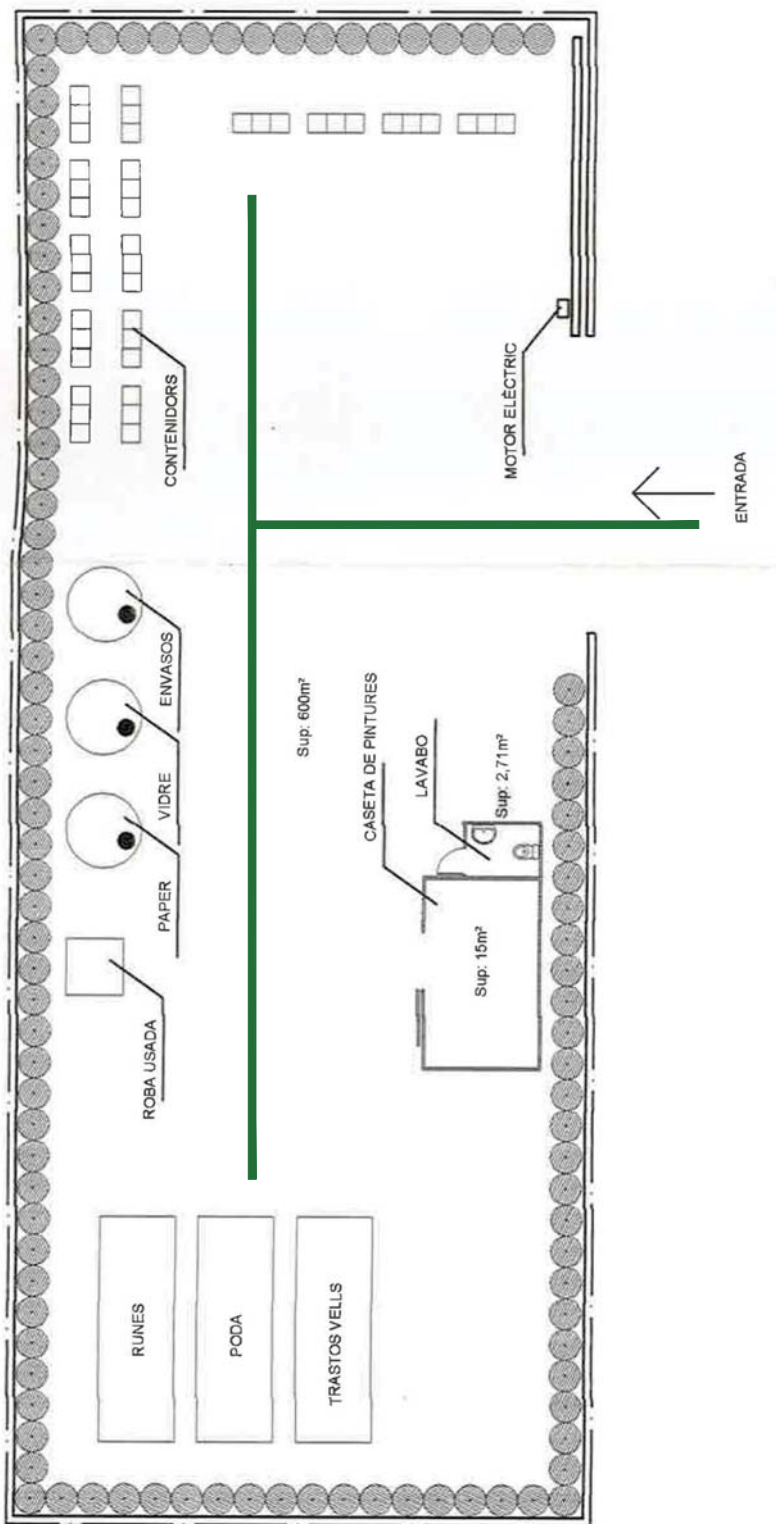 RUNES
PODA
TRASTOS VELLS
ROBA USADA
PAPER
VIDRE
ENVASOS
CONTENIDORS
Sup: 600m²
CASETA DE PINTURES
LAVABO
Sup: 2,71m²
Sup: 15m²
MOTOR ELÈCTRIC
ENTRADA